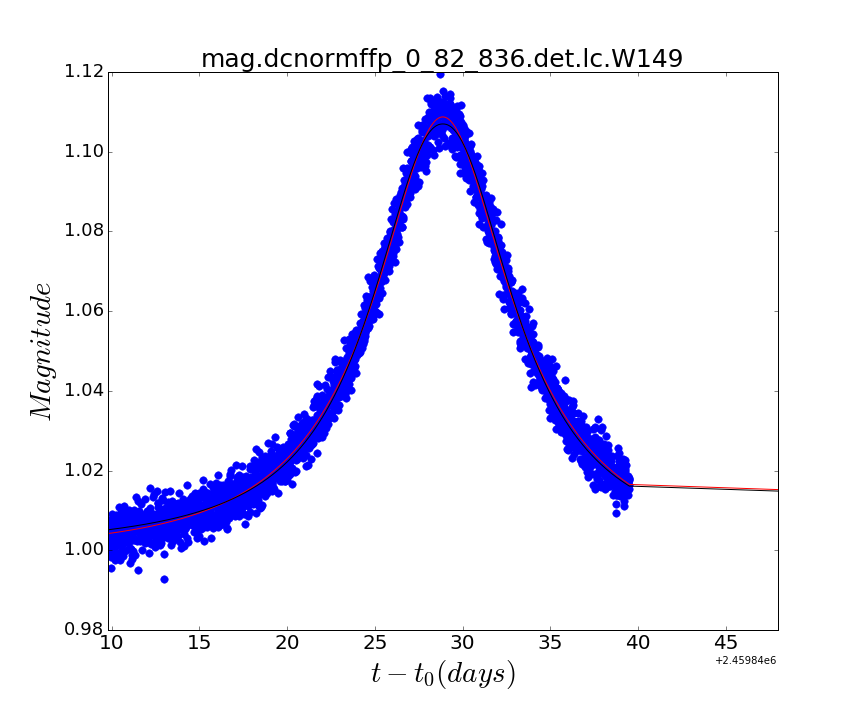 mag.dcnormffp_0_82_836.det.lc.W149
1.12
1.10
1.08
1.06
1.04
1.02
1.00
0.98
Magnitude
10 15 20 25 30 35 40 45
+2.45984e6
t − t₀(days)